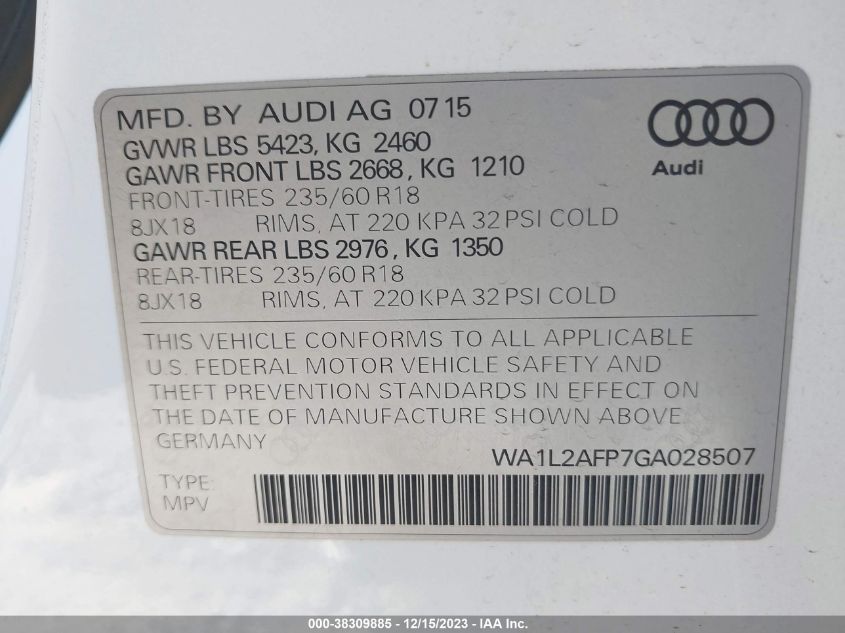 MFD. BY AUDI AG 07 15
GVWR LBS 5423, KG 2460
GAWR FRONT LBS 2668, KG 1210
FRONT-TIRES 235/60 R18
8JX18 RIMS, AT 220 KPA 32 PSI COLD
GAWR REAR LBS 2976, KG 1350
REAR-TIRES 235/60 R18
8JX18 RIMS, AT 220 KPA 32 PSI COLD
Audi
THIS VEHICLE CONFORMS TO ALL APPLICABLE
U.S. FEDERAL MOTOR VEHICLE SAFETY AND
THEFT PREVENTION STANDARDS IN EFFECT ON
THE DATE OF MANUFACTURE SHOWN ABOVE
GERMANY
WA1L2AFP7GA028507
TYPE:
MPV
000-38309885 - 12/15/2023 - IAA Inc.